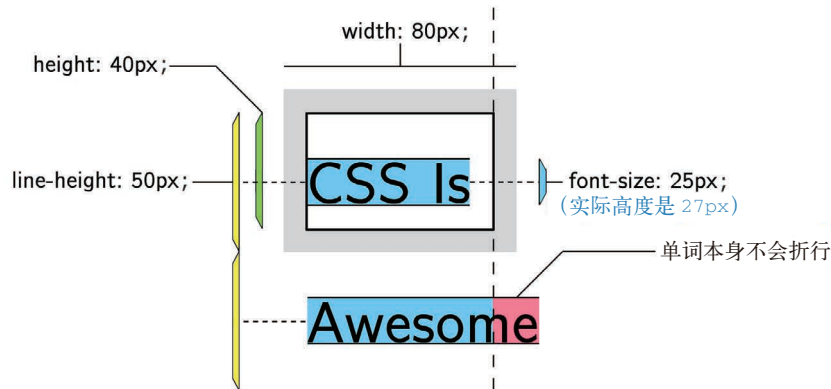 width: 80px;
height: 40px;
line-height: 50px;
CSS Is
font-size: 25px;
(实际高度是 27px)
单词本身不会折行
Awesome